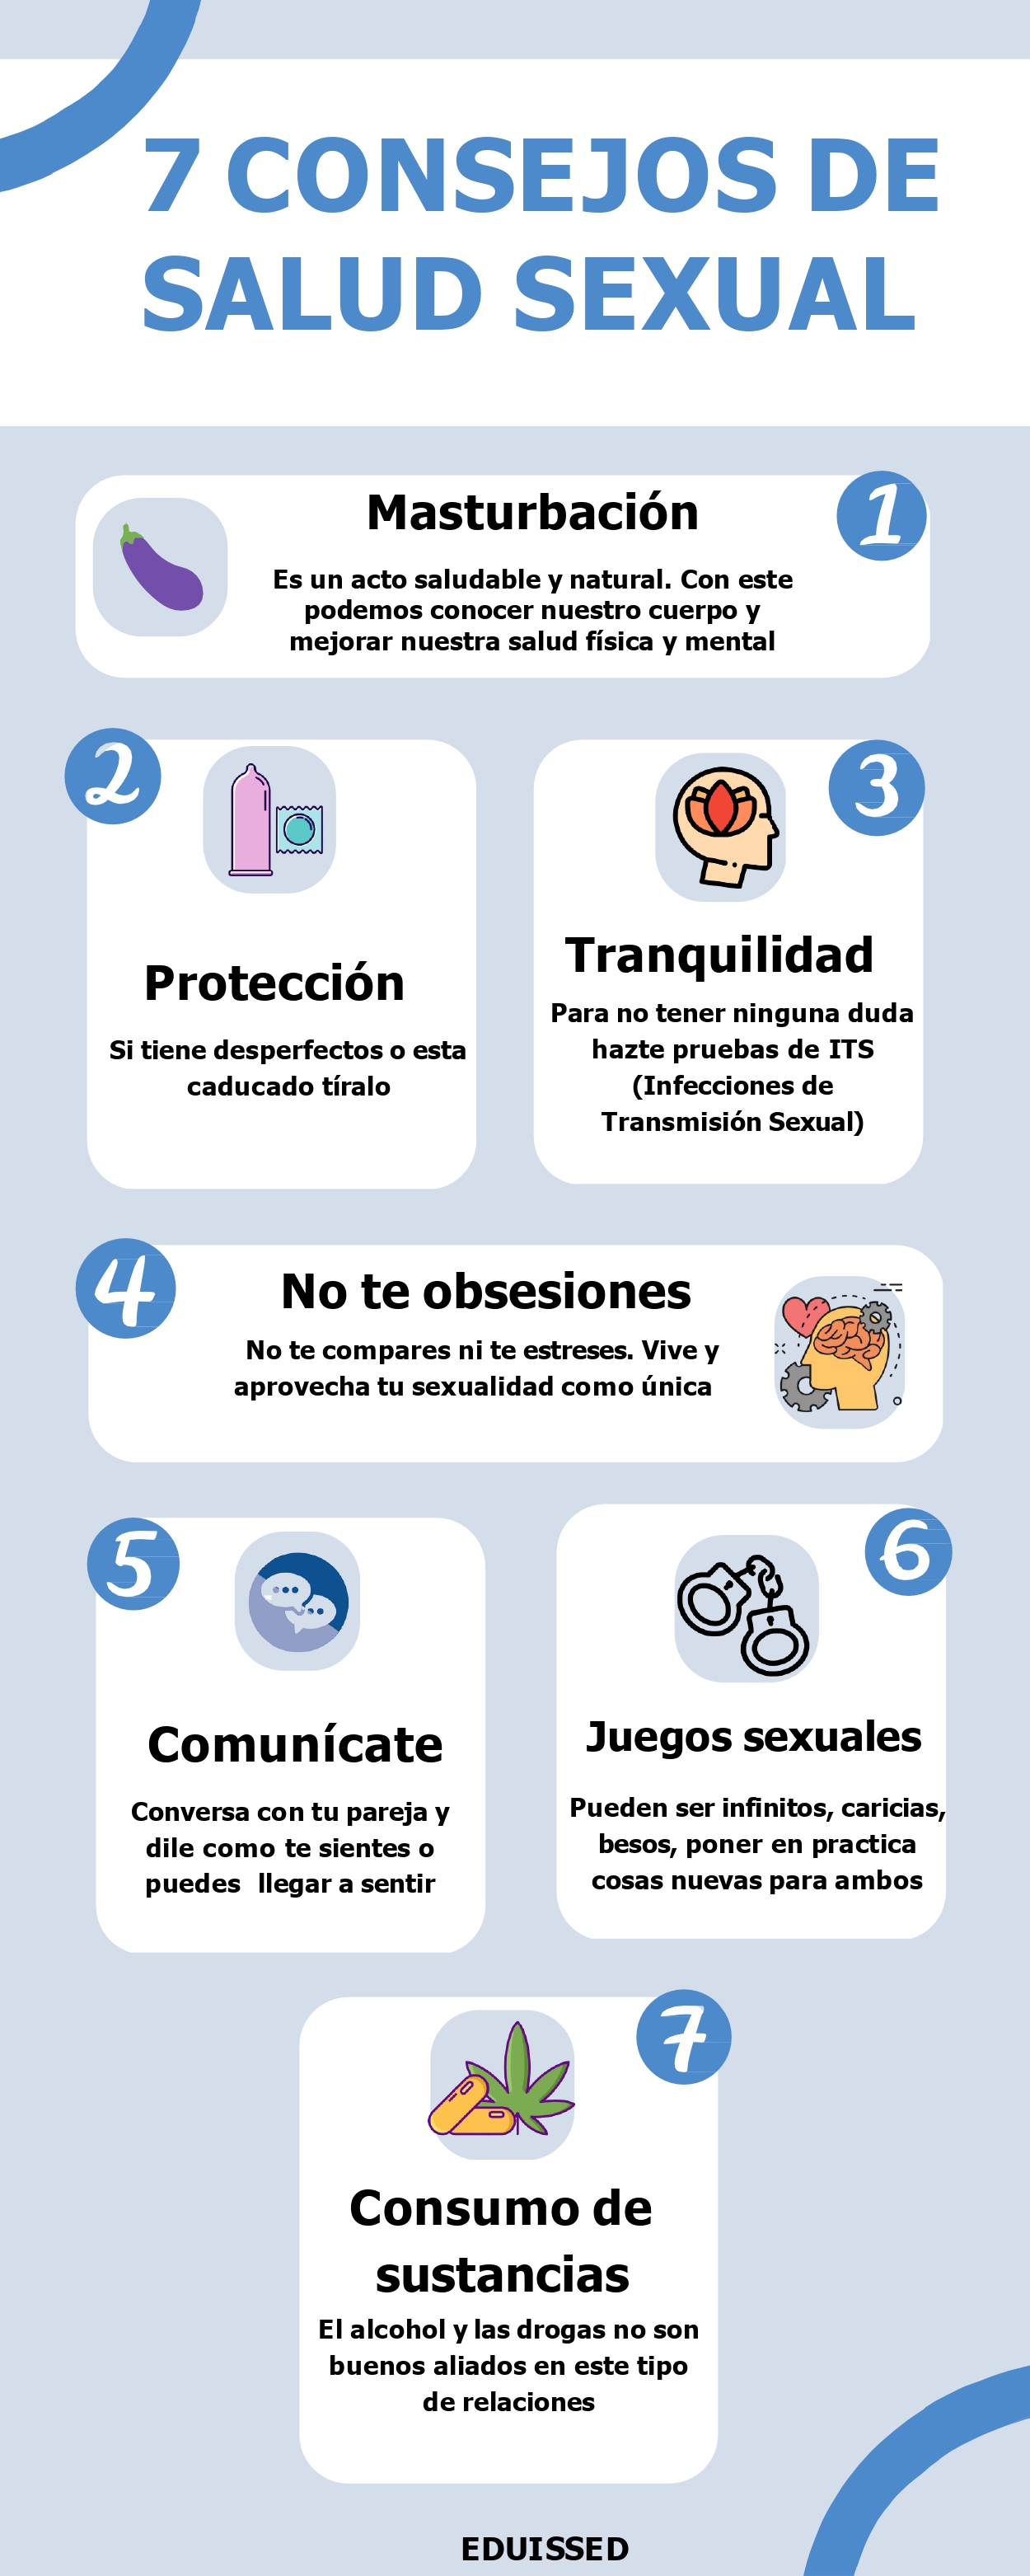 7 CONSEJOS DE
SALUD SEXUAL
1
Masturbación
Es un acto saludable y natural. Con este
podemos conocer nuestro cuerpo y
mejorar nuestra salud física y mental
2
Protección
Si tiene desperfectos o esta
caducado tíralo
3
Tranquilidad
Para no tener ninguna duda
hazte pruebas de ITS
(Infecciones de
Transmisión Sexual)
4
No te obsesiones
No te compares ni te estreses. Vive y
aprovecha tu sexualidad como única
5
Comunícate
Conversa con tu pareja y
dile como te sientes o
puedes llegar a sentir
6
Juegos sexuales
Pueden ser infinitos, caricias,
besos, poner en practica
cosas nuevas para ambos
7
Consumo de
sustancias
El alcohol y las drogas no son
buenos aliados en este tipo
de relaciones
EDUISSED